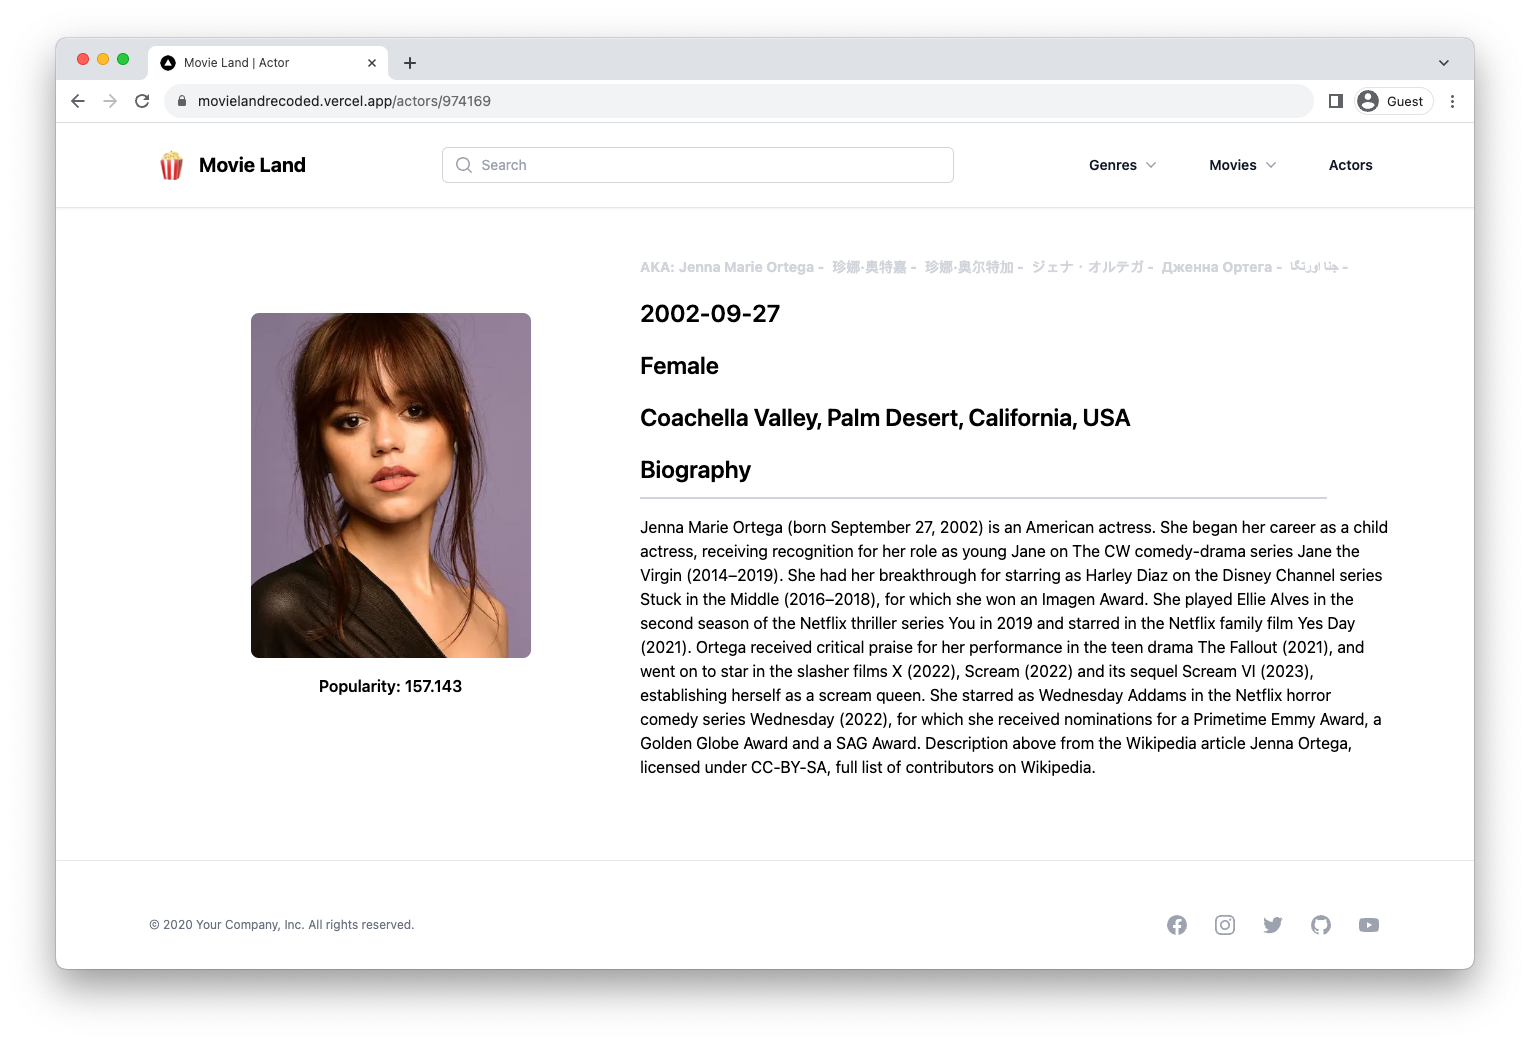 Movie Land | Actor
movielandrecoded.vercel.app/actors/974169
Guest
Movie Land
Search
Genres
Movies
Actors
AKA: Jenna Marie Ortega - 珍娜·奥特嘉 - 珍娜·奥尔特加 - ジェナ・オルテガ - Дженна Ортега - جنا اورتگا -
2002-09-27
Female
Coachella Valley, Palm Desert, California, USA
Biography
Jenna Marie Ortega (born September 27, 2002) is an American actress. She began her career as a child
actress, receiving recognition for her role as young Jane on The CW comedy-drama series Jane the
Virgin (2014–2019). She had her breakthrough for starring as Harley Diaz on the Disney Channel series
Stuck in the Middle (2016–2018), for which she won an Imagen Award. She played Ellie Alves in the
second season of the Netflix thriller series You in 2019 and starred in the Netflix family film Yes Day
(2021). Ortega received critical praise for her performance in the teen drama The Fallout (2021), and
went on to star in the slasher films X (2022), Scream (2022) and its sequel Scream VI (2023),
establishing herself as a scream queen. She starred as Wednesday Addams in the Netflix horror
comedy series Wednesday (2022), for which she received nominations for a Primetime Emmy Award, a
Golden Globe Award and a SAG Award. Description above from the Wikipedia article Jenna Ortega,
licensed under CC-BY-SA, full list of contributors on Wikipedia.
Popularity: 157.143
© 2020 Your Company, Inc. All rights reserved.